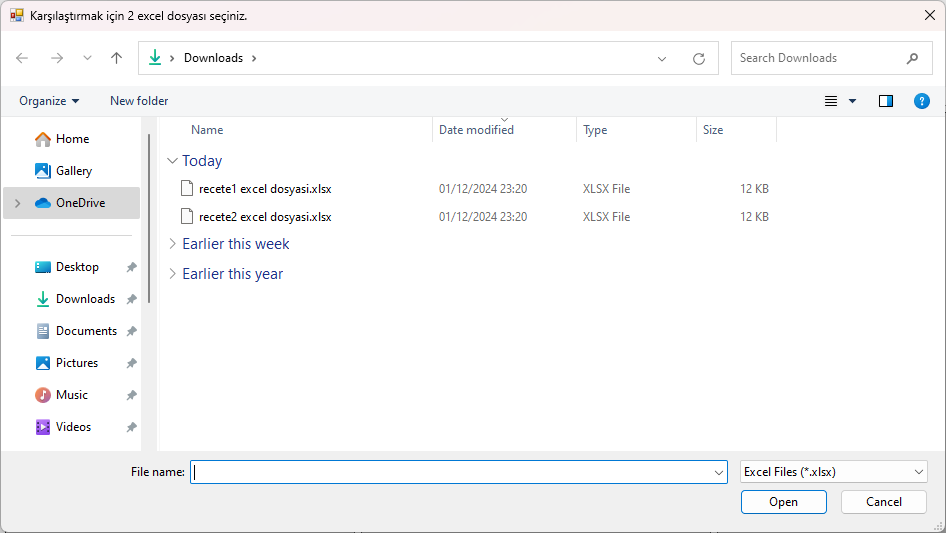 Karşılaştırmak için 2 excel dosyası seçiniz.
Downloads
Search Downloads
Organize
New folder
Name Date modified Type Size
Home
Gallery
OneDrive
Desktop
Downloads
Documents
Pictures
Music
Videos
Today
recete1 excel dosyasi.xlsx 01/12/2024 23:20 XLSX File 12 KB
recete2 excel dosyasi.xlsx 01/12/2024 23:20 XLSX File 12 KB
Earlier this week
Earlier this year
File name:
Excel Files (*.xlsx)
Open
Cancel